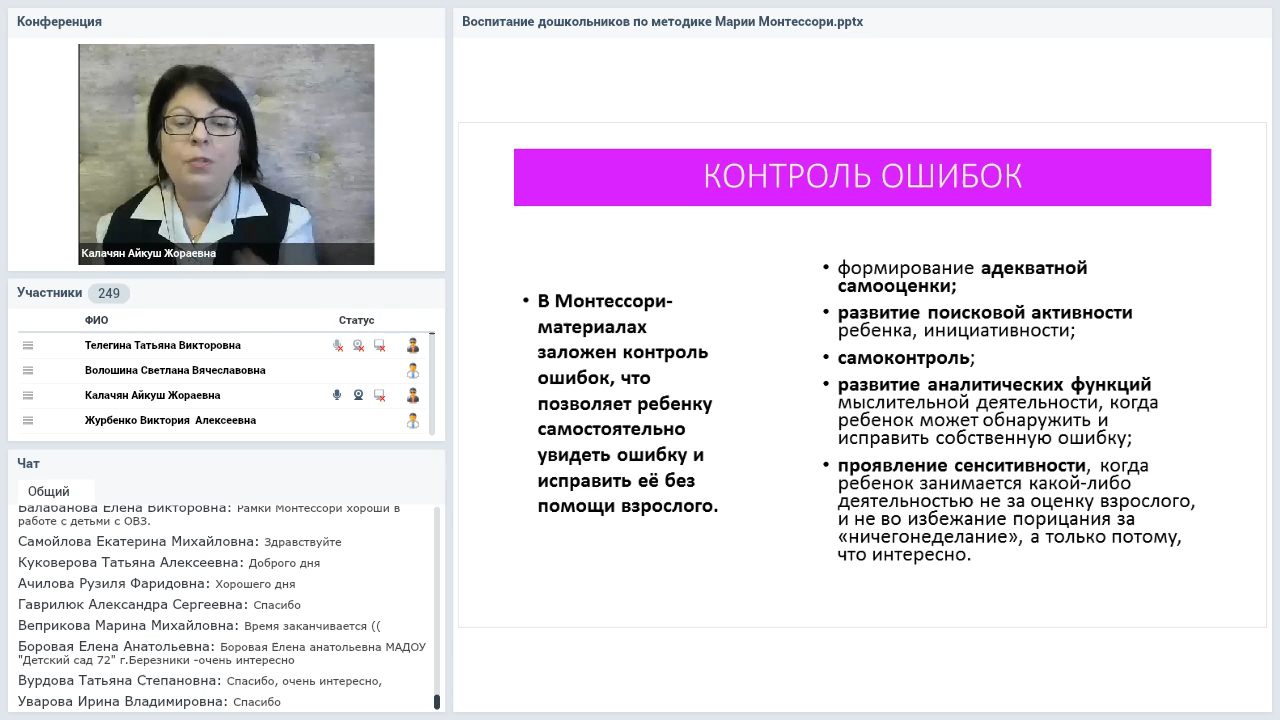 Конференция
Калачян Айкуш Жораевна
Участники 249
ФИО Статус
Телегина Татьяна Викторовна
Волошина Светлана Вячеславовна
Калачян Айкуш Жораевна
Журбенко Виктория Алексеевна
Чат
Общий
Балабанова Елена Викторовна: Рамки Монтессори хороши в
работе с детьми с ОВЗ.
Самойлова Екатерина Михайловна: Здравствуйте
Куковерова Татьяна Алексеевна: Доброго дня
Ачилова Рузиля Фаридовна: Хорошего дня
Гаврилюк Александра Сергеевна: Спасибо
Веприкова Марина Михайловна: Время заканчивается ((
Боровая Елена Анатольевна: Боровая Елена анатольевна МАДОУ
"Детский сад 72" г.Березники -очень интересно
Вурдова Татьяна Степановна: Спасибо, очень интересно,
Уварова Ирина Владимировна: Спасибо
Воспитание дошкольников по методике Марии Монтессори.pptx
КОНТРОЛЬ ОШИБОК
• В Монтессори-
материалах
заложен контроль
ошибок, что
позволяет ребенку
самостоятельно
увидеть ошибку и
исправить её без
помощи взрослого.
• формирование адекватной
самооценки;
• развитие поисковой активности
ребенка, инициативности;
• самоконтроль;
• развитие аналитических функций
мыслительной деятельности, когда
ребенок может обнаружить и
исправить собственную ошибку;
• проявление сенситивности, когда
ребенок занимается какой-либо
деятельностью не за оценку взрослого,
и не во избежание порицания за
«ничегонеделание», а только потому,
что интересно.